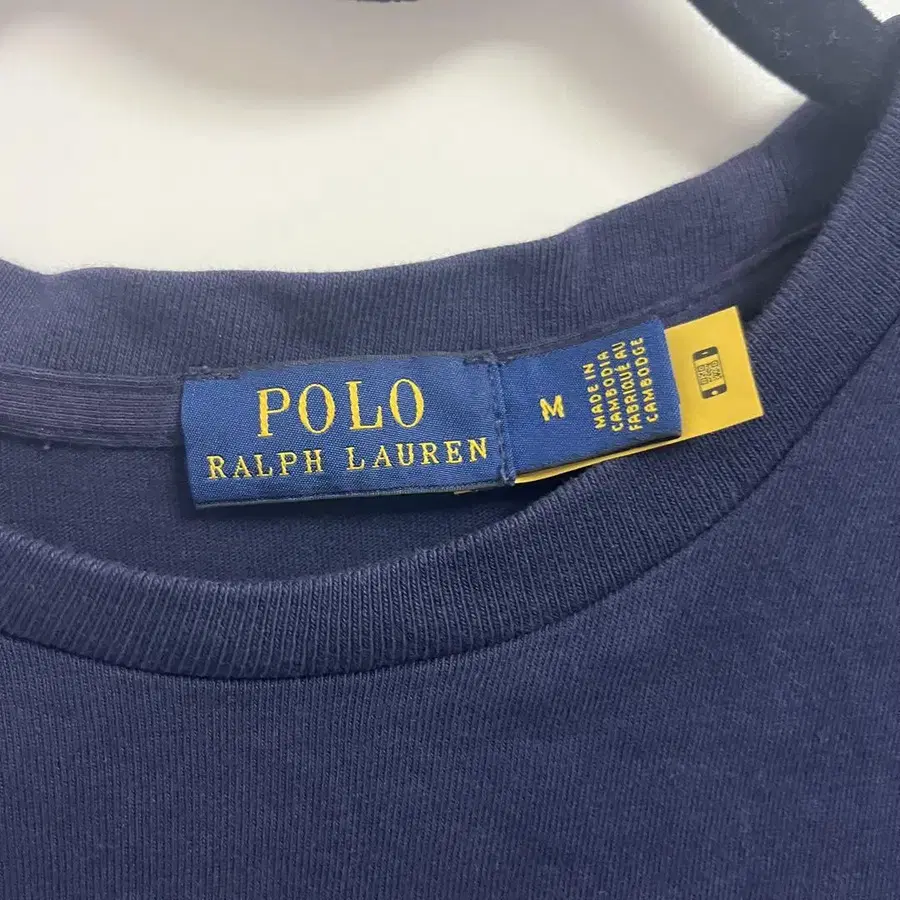 POLO
RALPH LAUREN
M
MADE IN
CAMBODIA
FABRIQUÉ AU
CAMBODGE